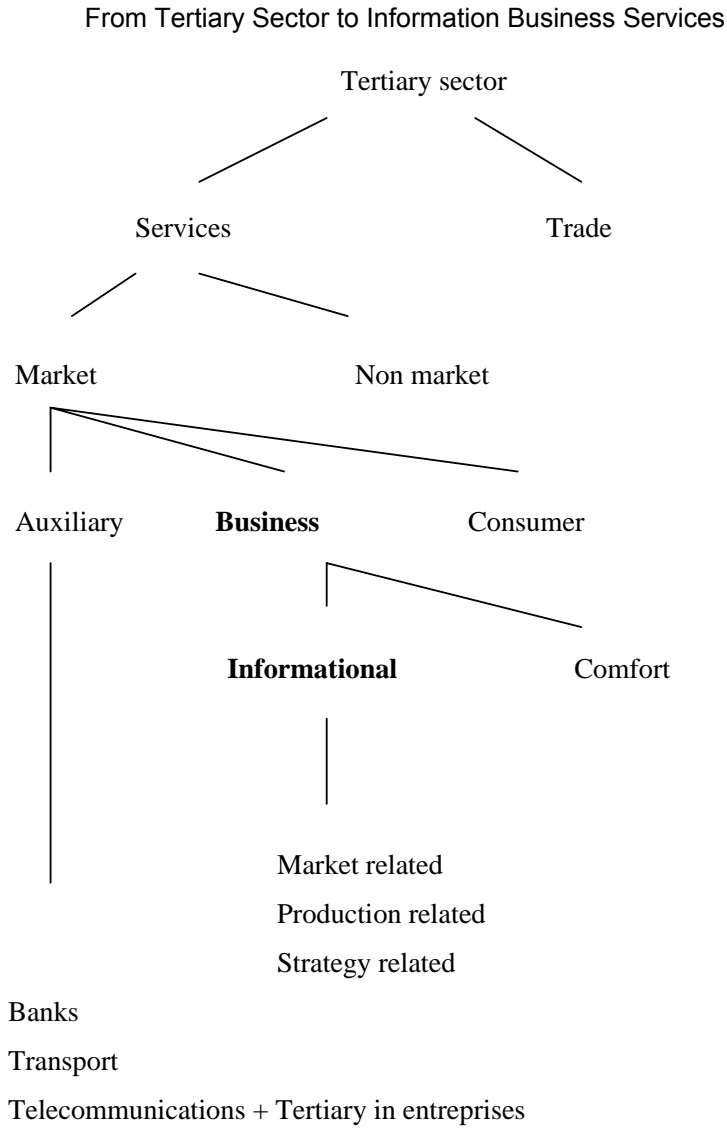 From Tertiary Sector to Information Business Services
Tertiary sector
Services Trade
Market Non market
Auxiliary Business Consumer
Informational Comfort
Market related
Production related
Strategy related
Banks
Transport
Telecommunications + Tertiary in entreprises